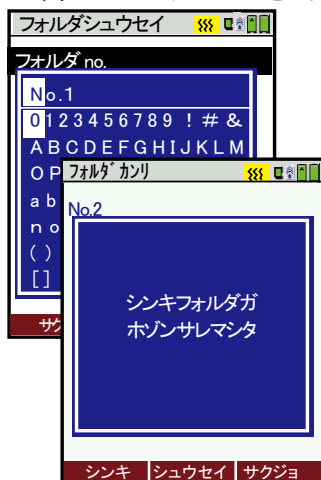 フォルダシュウセイ
フォルダ no.
No.1
0123456789!#&
ABCDEFGHIJKLM
OP
ab
no
()
[]
サク
フォルダカンリ
No.2
シンキフォルダガ
ホゾンサレマシタ
シンキ シュウセイ サクジョ